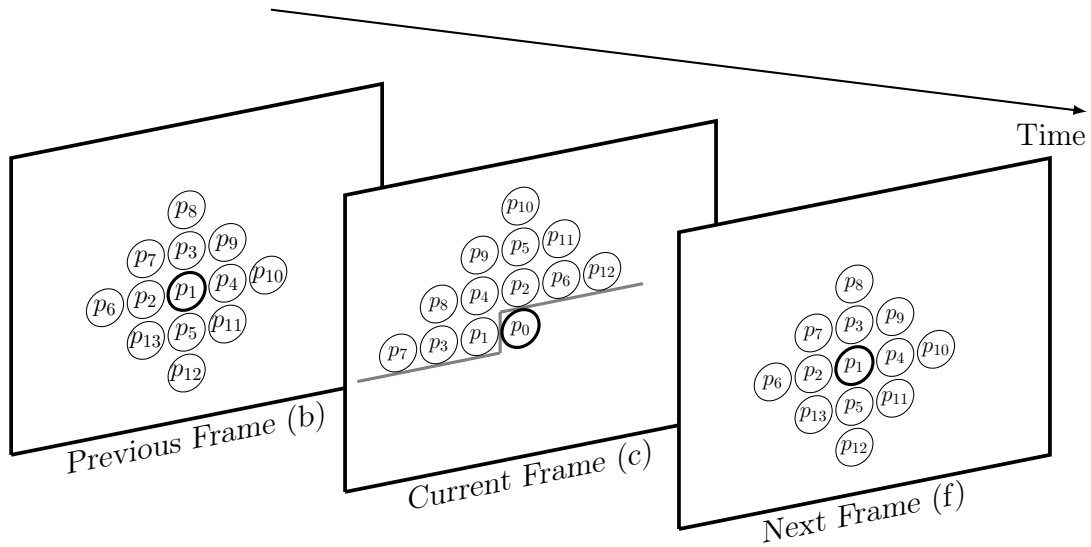 Time
p8
p7 p3 p9
p6 p2 p1 p4 p10
p13 p5 p11
p12
Previous Frame (b)
p10
p9 p5 p11
p8 p4 p2 p6 p12
p7 p3 p1 p0
Current Frame (c)
p8
p7 p3 p9
p6 p2 p1 p4 p10
p13 p5 p11
p12
Next Frame (f)